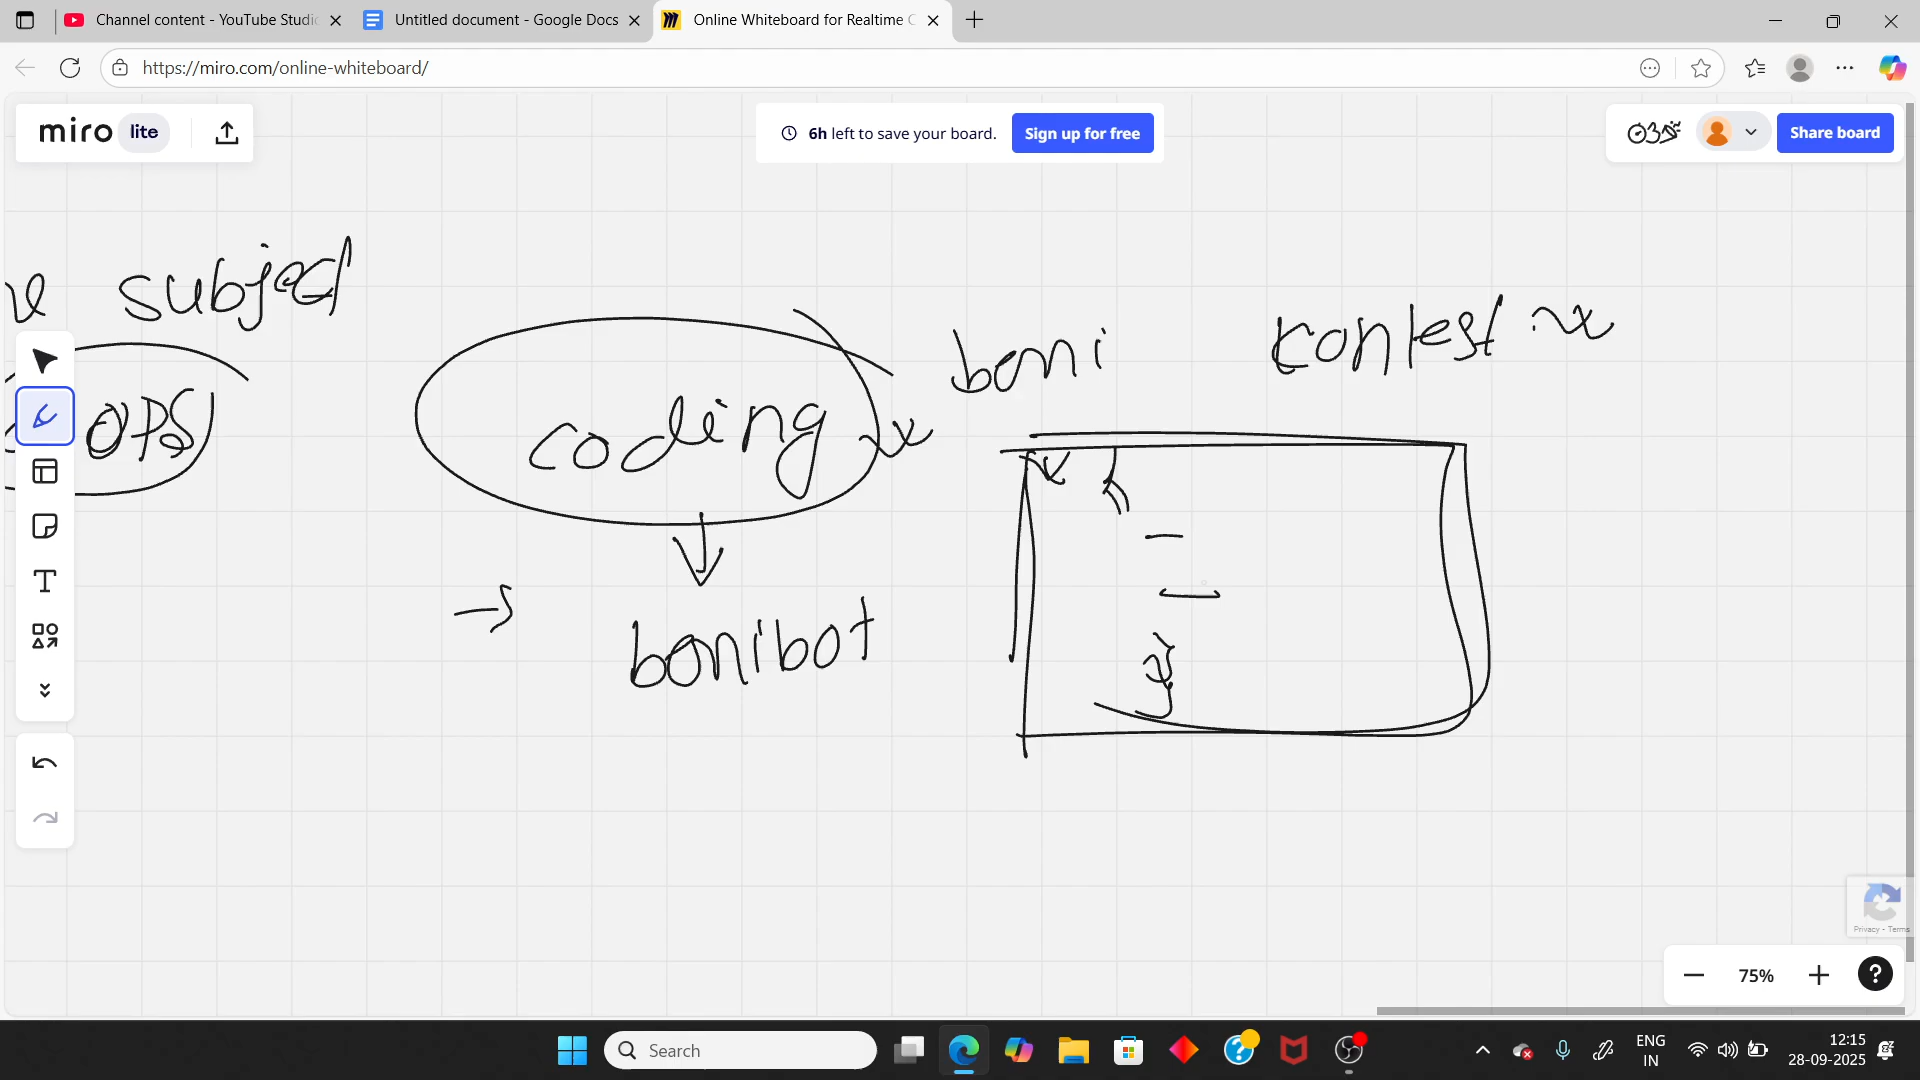 Channel content - YouTube Studio
Untitled document - Google Docs
Online Whiteboard for Realtime C
https://miro.com/online-whiteboard/
miro lite
6h left to save your board.
Sign up for free
Share board
subject
OPS
coding
boni
contest
bonibot
T
Privacy - Terms
75%
?
Search
ENG
IN
12:15
28-09-2025